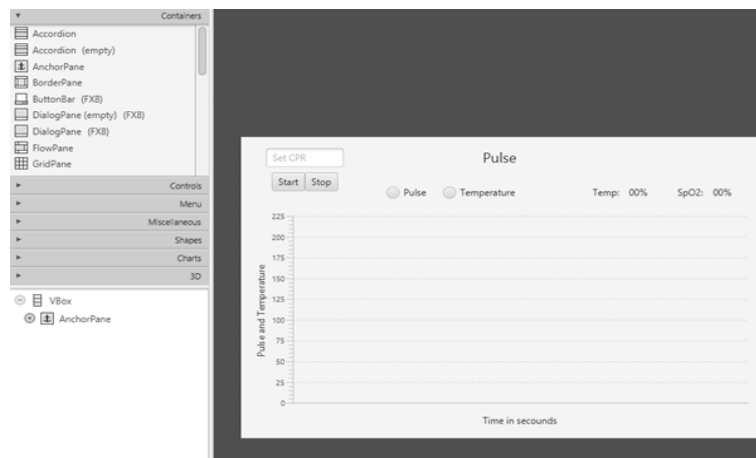 Containers
Accordion
Accordion (empty)
AnchorPane
BorderPane
ButtonBar (FX8)
DialogPane (empty) (FX8)
DialogPane (FX8)
FlowPane
GridPane
Controls
Menu
Miscellaneous
Shapes
Charts
3D
VBox
AnchorPane
Set CPR
Pulse
Start Stop
Pulse Temperature Temp: 00% SpO2: 00%
Pulse and Temperature
225
200
175
150
125
100
75
50
25
0
Time in secounds